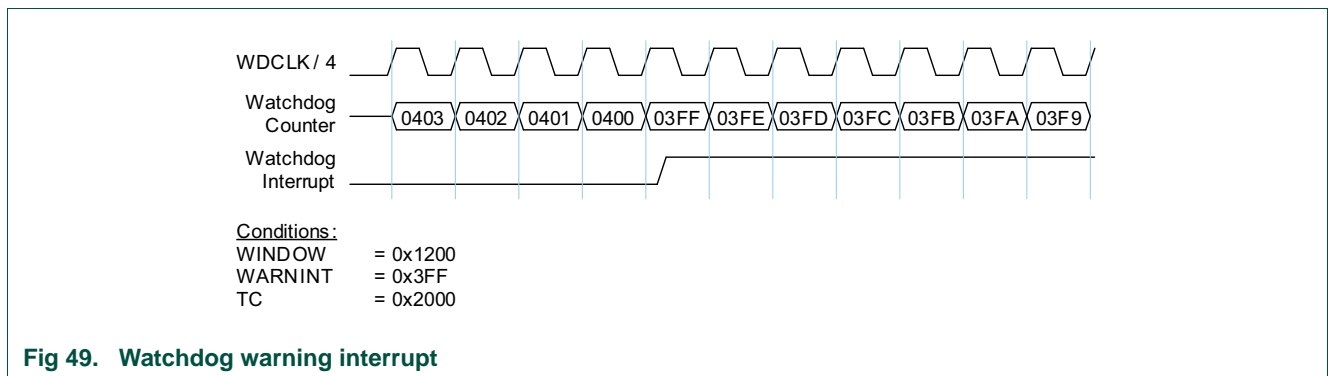 WDCLK / 4
Watchdog
Counter
0403 0402 0401 0400 03FF 03FE 03FD 03FC 03FB 03FA 03F9
Watchdog
Interrupt
Conditions:
WINDOW = 0x1200
WARNINT = 0x3FF
TC = 0x2000
Fig 49. Watchdog warning interrupt